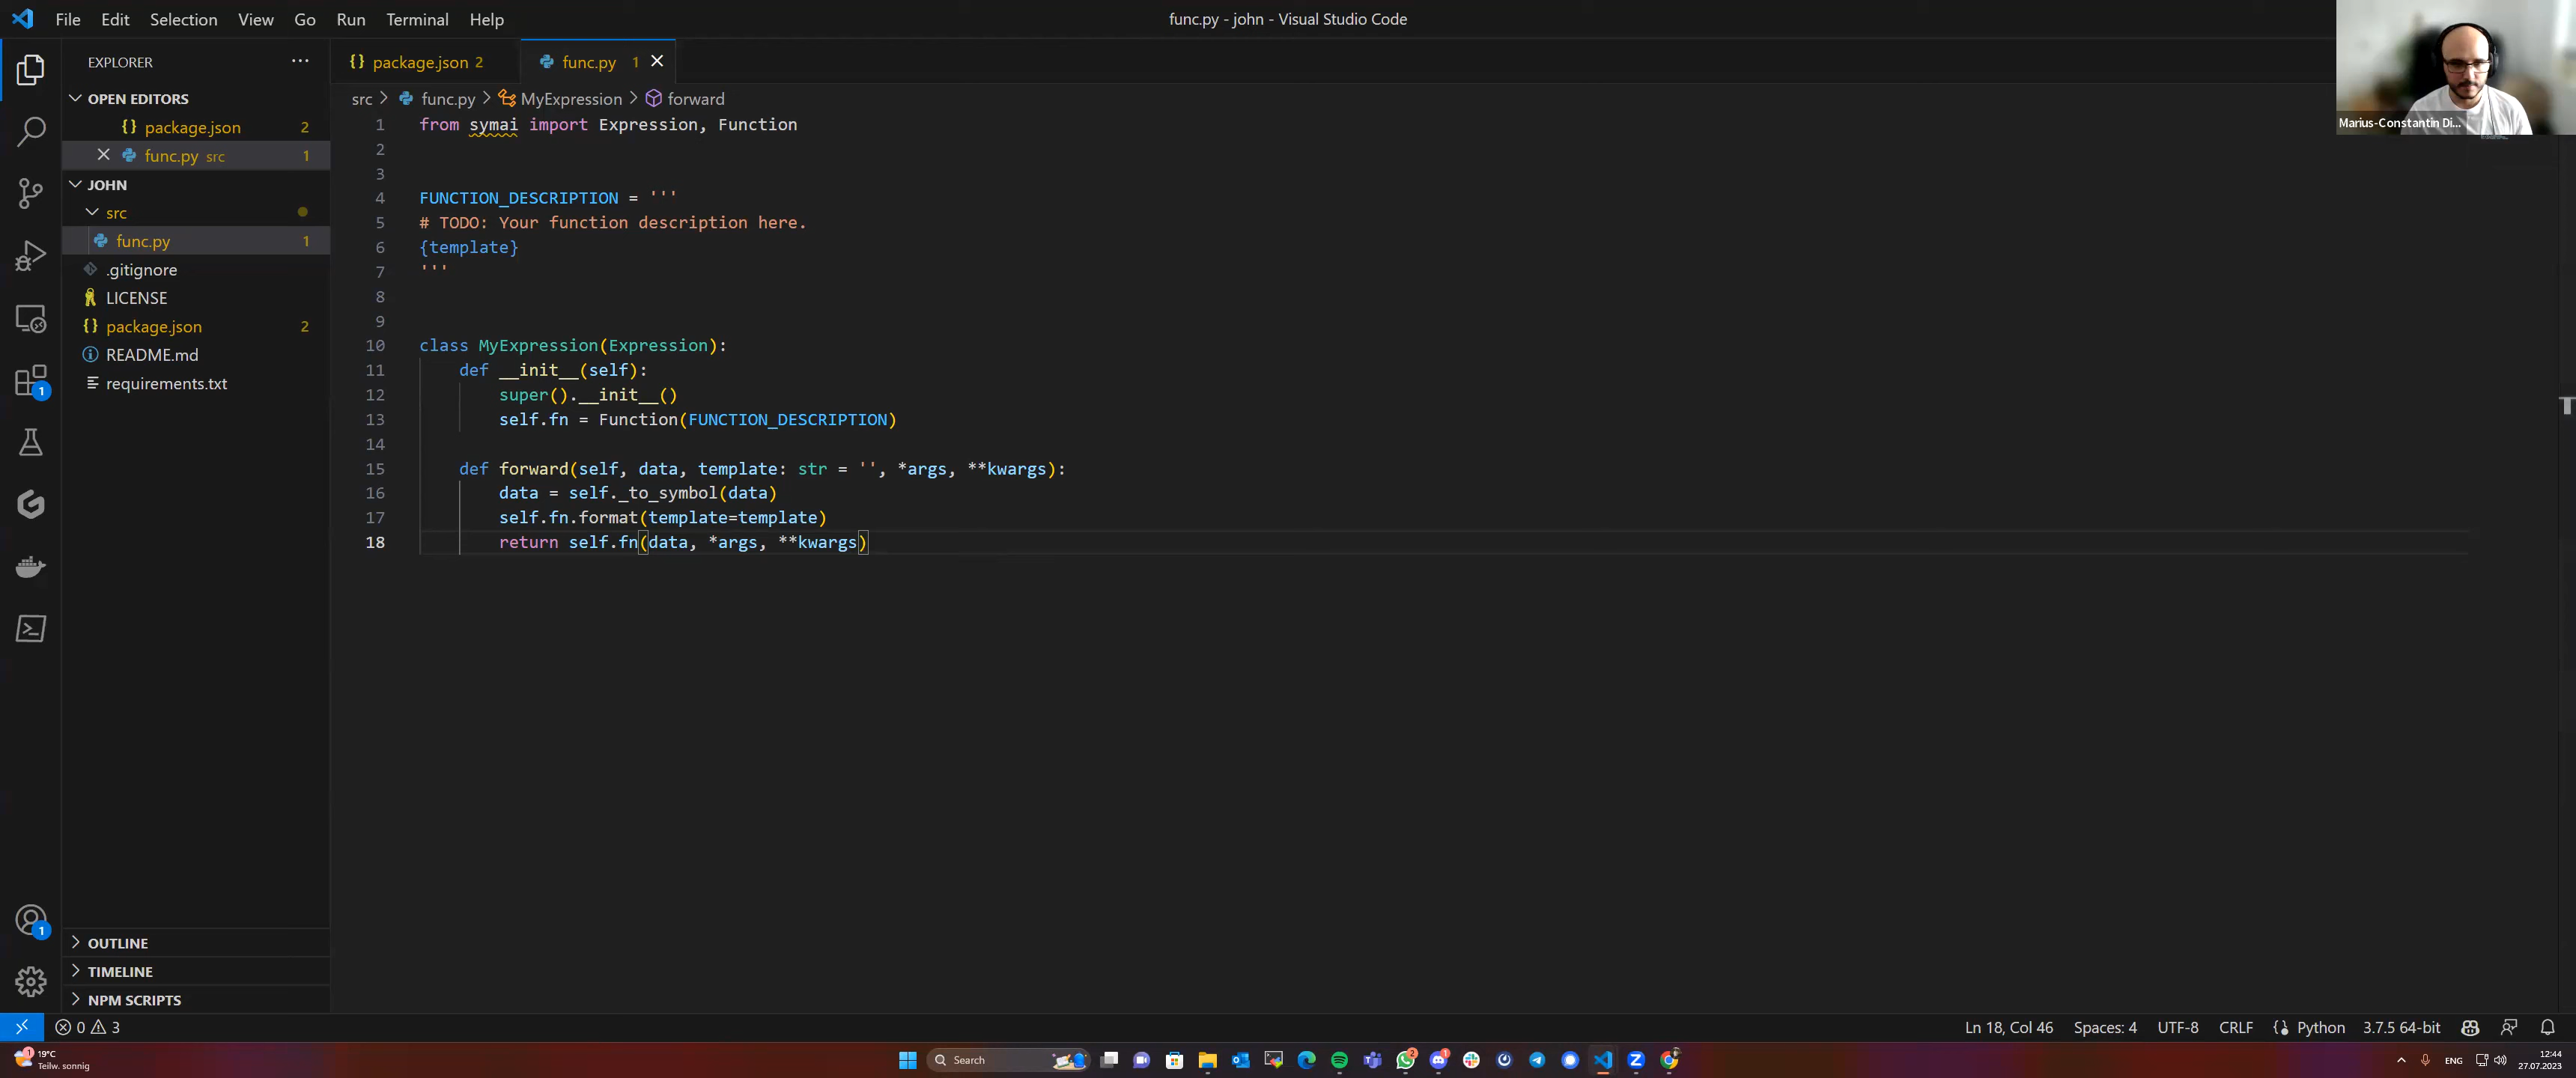 File Edit Selection View Go Run Terminal Help
func.py - john - Visual Studio Code
Marius-Constantin Di...
EXPLORER
OPEN EDITORS
package.json 2
func.py src 1
JOHN
src
func.py 1
.gitignore
LICENSE
package.json 2
README.md
requirements.txt
OUTLINE
TIMELINE
NPM SCRIPTS
package.json 2
func.py 1
src > func.py > MyExpression > forward
1 from symai import Expression, Function
2
3
4 FUNCTION_DESCRIPTION = '''
5 # TODO: Your function description here.
6 {template}
7 '''
8
9
10 class MyExpression(Expression):
11 def __init__(self):
12 super().__init__()
13 self.fn = Function(FUNCTION_DESCRIPTION)
14
15 def forward(self, data, template: str = '', *args, **kwargs):
16 data = self._to_symbol(data)
17 self.fn.format(template=template)
18 return self.fn(data, *args, **kwargs)
1
1
0 3
Ln 18, Col 46 Spaces: 4 UTF-8 CRLF Python 3.7.5 64-bit
1
19°C
Teilw. sonnig
Search
2
1
ENG
12:44
27.07.2023